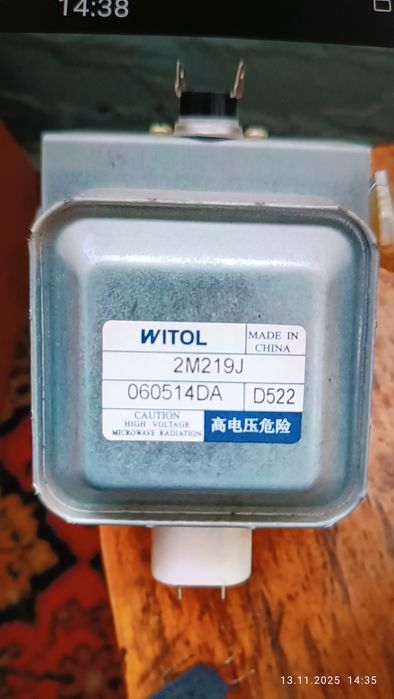 14:38
WITOL
MADE IN
CHINA
2M219J
060514DA
D522
CAUTION
HIGH VOLTAGE
MICROWAVE RADIATION
高电压危险
13.11.2025 14:35